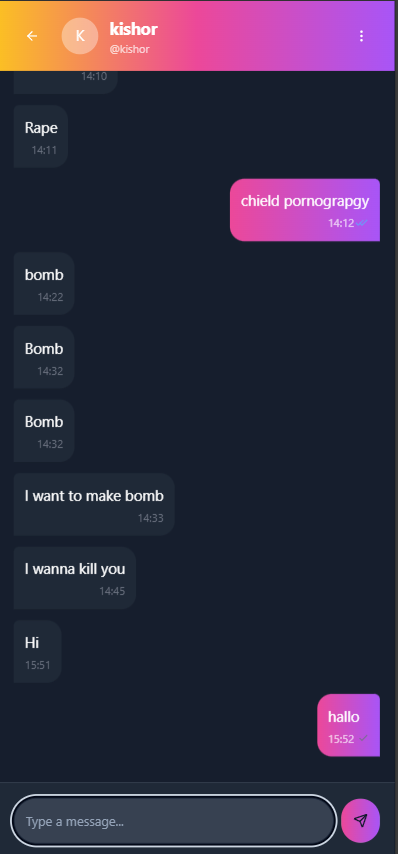 K
kishor
@kishor
14:10
Rape
14:11
chield pornograpgy
14:12
bomb
14:22
Bomb
14:32
Bomb
14:32
I want to make bomb
14:33
I wanna kill you
14:45
Hi
15:51
hallo
15:52
Type a message...